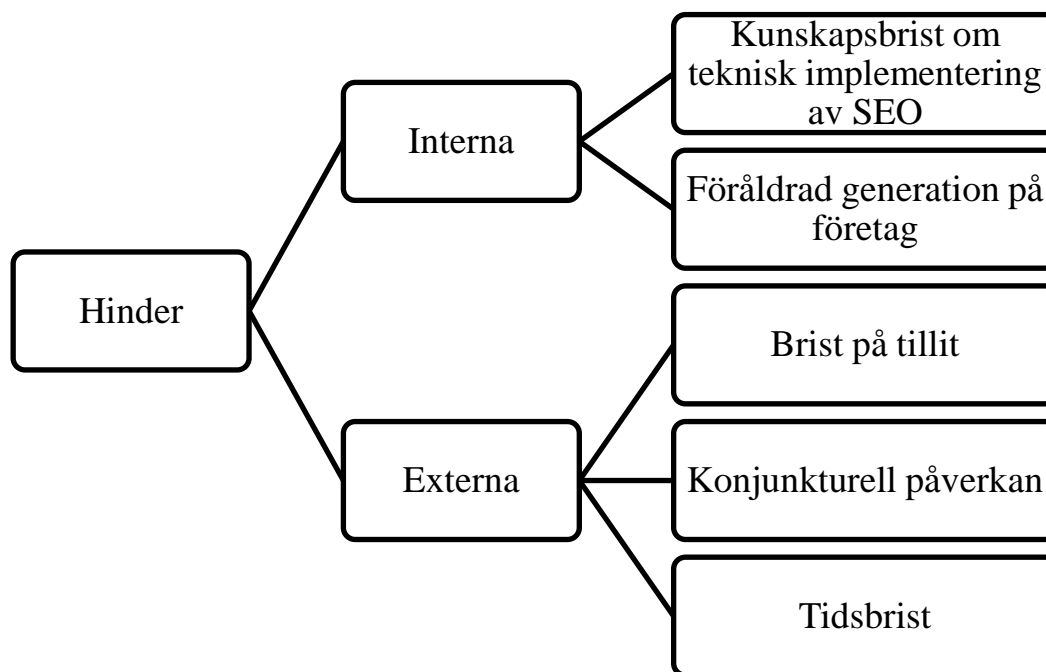 Hinder
Interna
Kunskapsbrist om
teknisk implementering
av SEO
Föråldrad generation på
företag
Externa
Brist på tillit
Konjunkturell påverkan
Tidsbrist